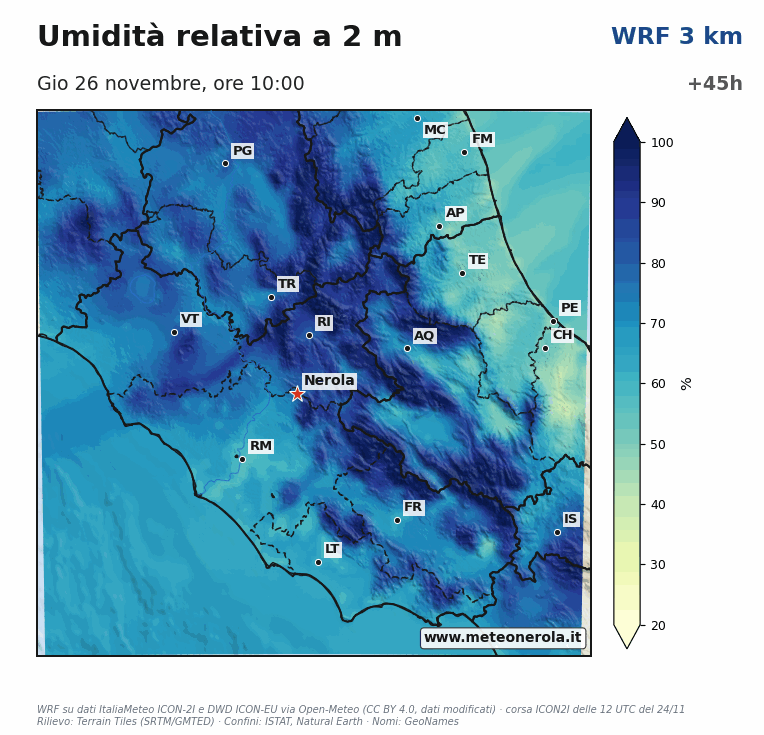 Umidità relativa a 2 m
WRF 3 km
Gio 26 novembre, ore 10:00
+45h
MC
FM
PG
AP
TE
TR
PE
VT
RI
AQ
CH
Nerola
RM
FR
IS
LT
www.meteonerola.it
100
90
80
70
60
50
40
30
20
%
WRF su dati ItaliaMeteo ICON-2I e DWD ICON-EU via Open-Meteo (CC BY 4.0, dati modificati) · corsa ICON2I delle 12 UTC del 24/11
Rilievo: Terrain Tiles (SRTM/GMTED) · Confini: ISTAT, Natural Earth · Nomi: GeoNames